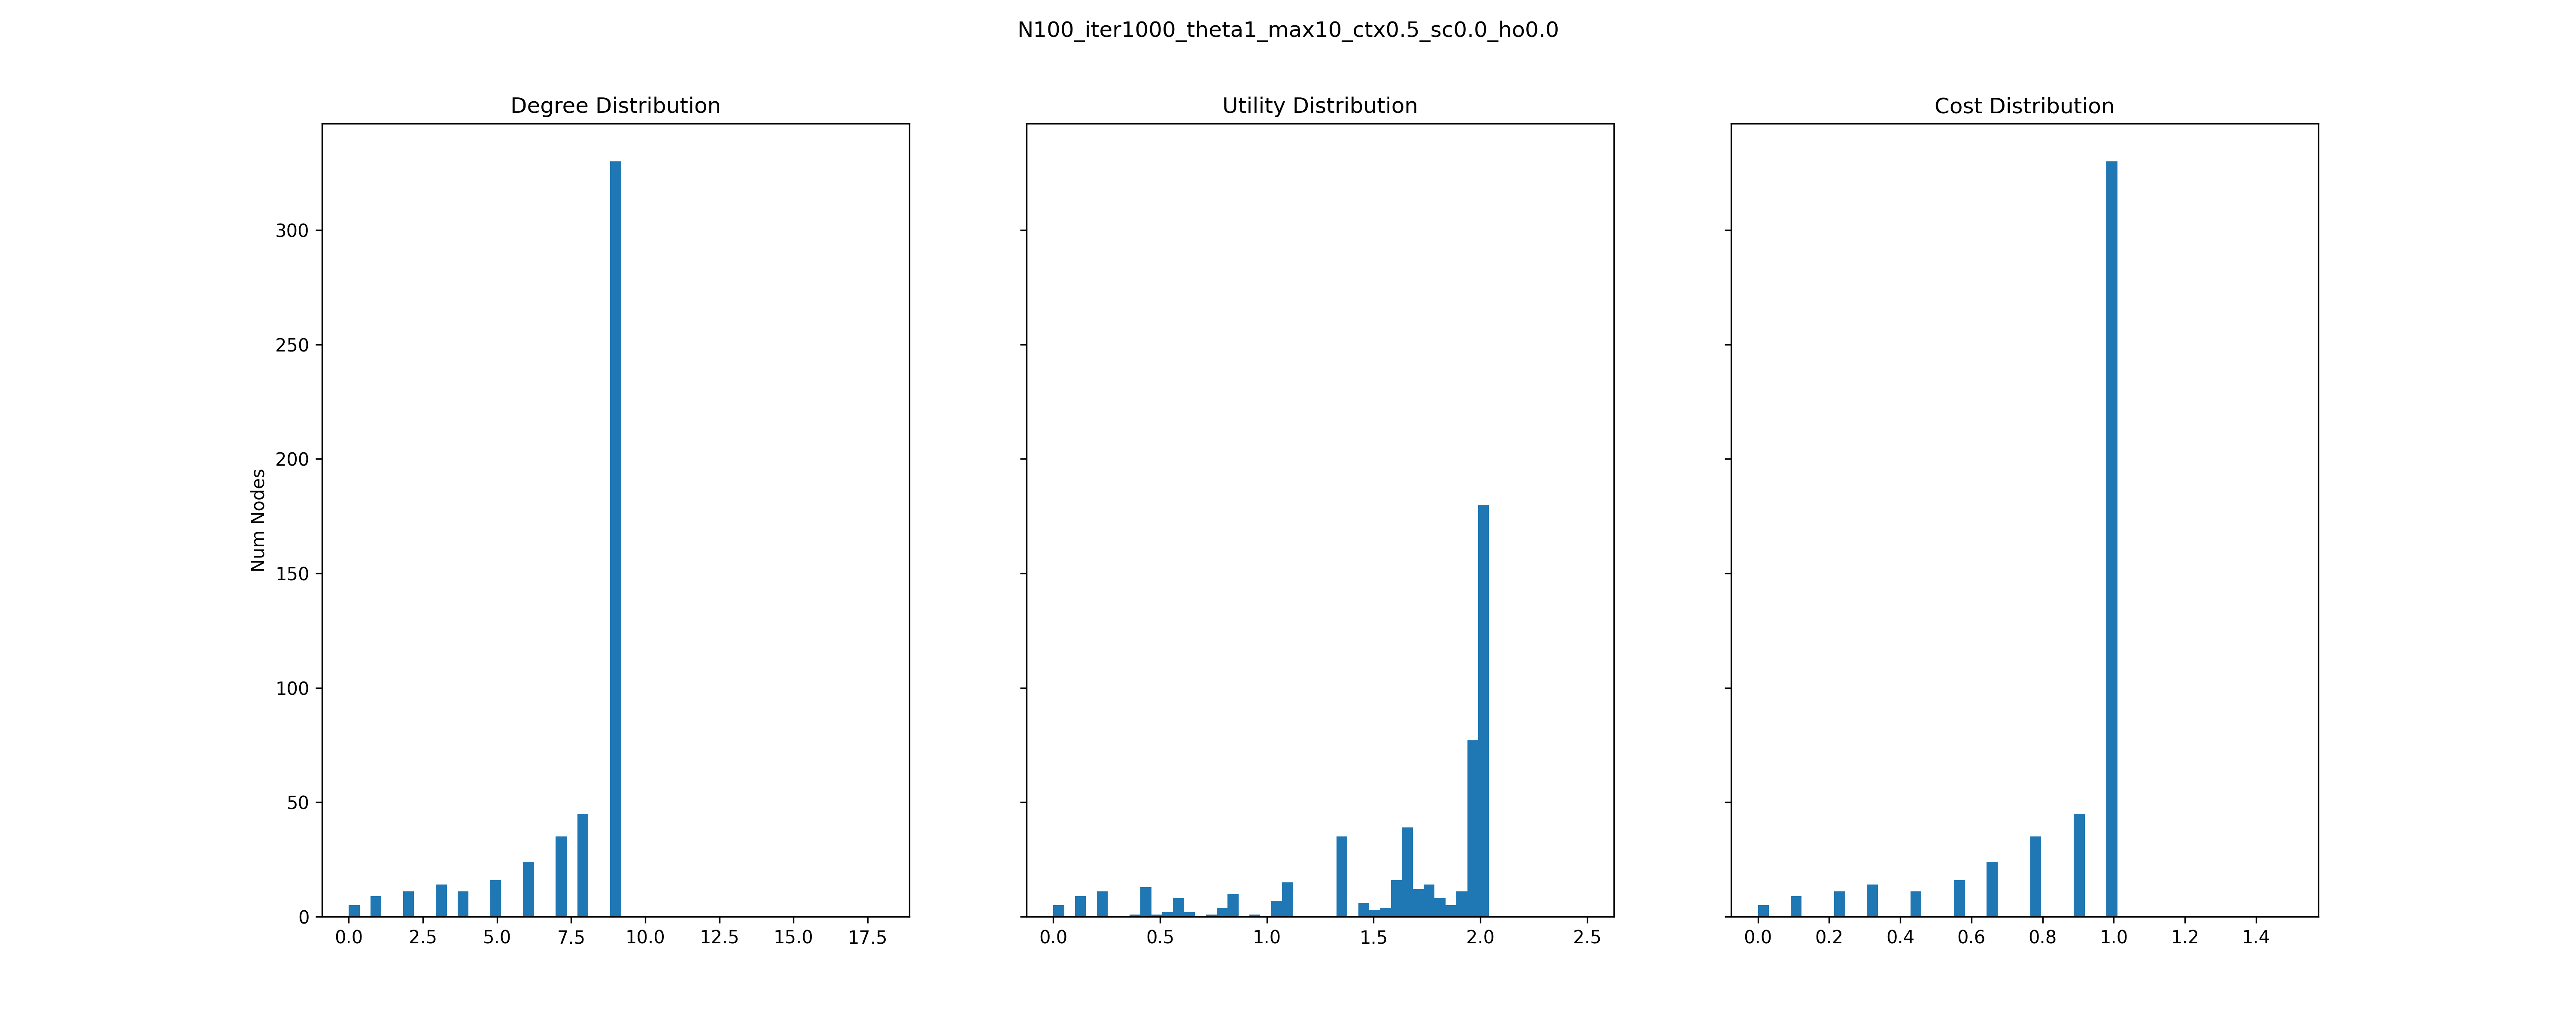 N100_iter1000_theta1_max10_ctx0.5_sc0.0_ho0.0
Degree Distribution
Utility Distribution
Cost Distribution
Num Nodes
300
250
200
150
100
50
0
0.0 2.5 5.0 7.5 10.0 12.5 15.0 17.5
0.0 0.5 1.0 1.5 2.0 2.5
0.0 0.2 0.4 0.6 0.8 1.0 1.2 1.4